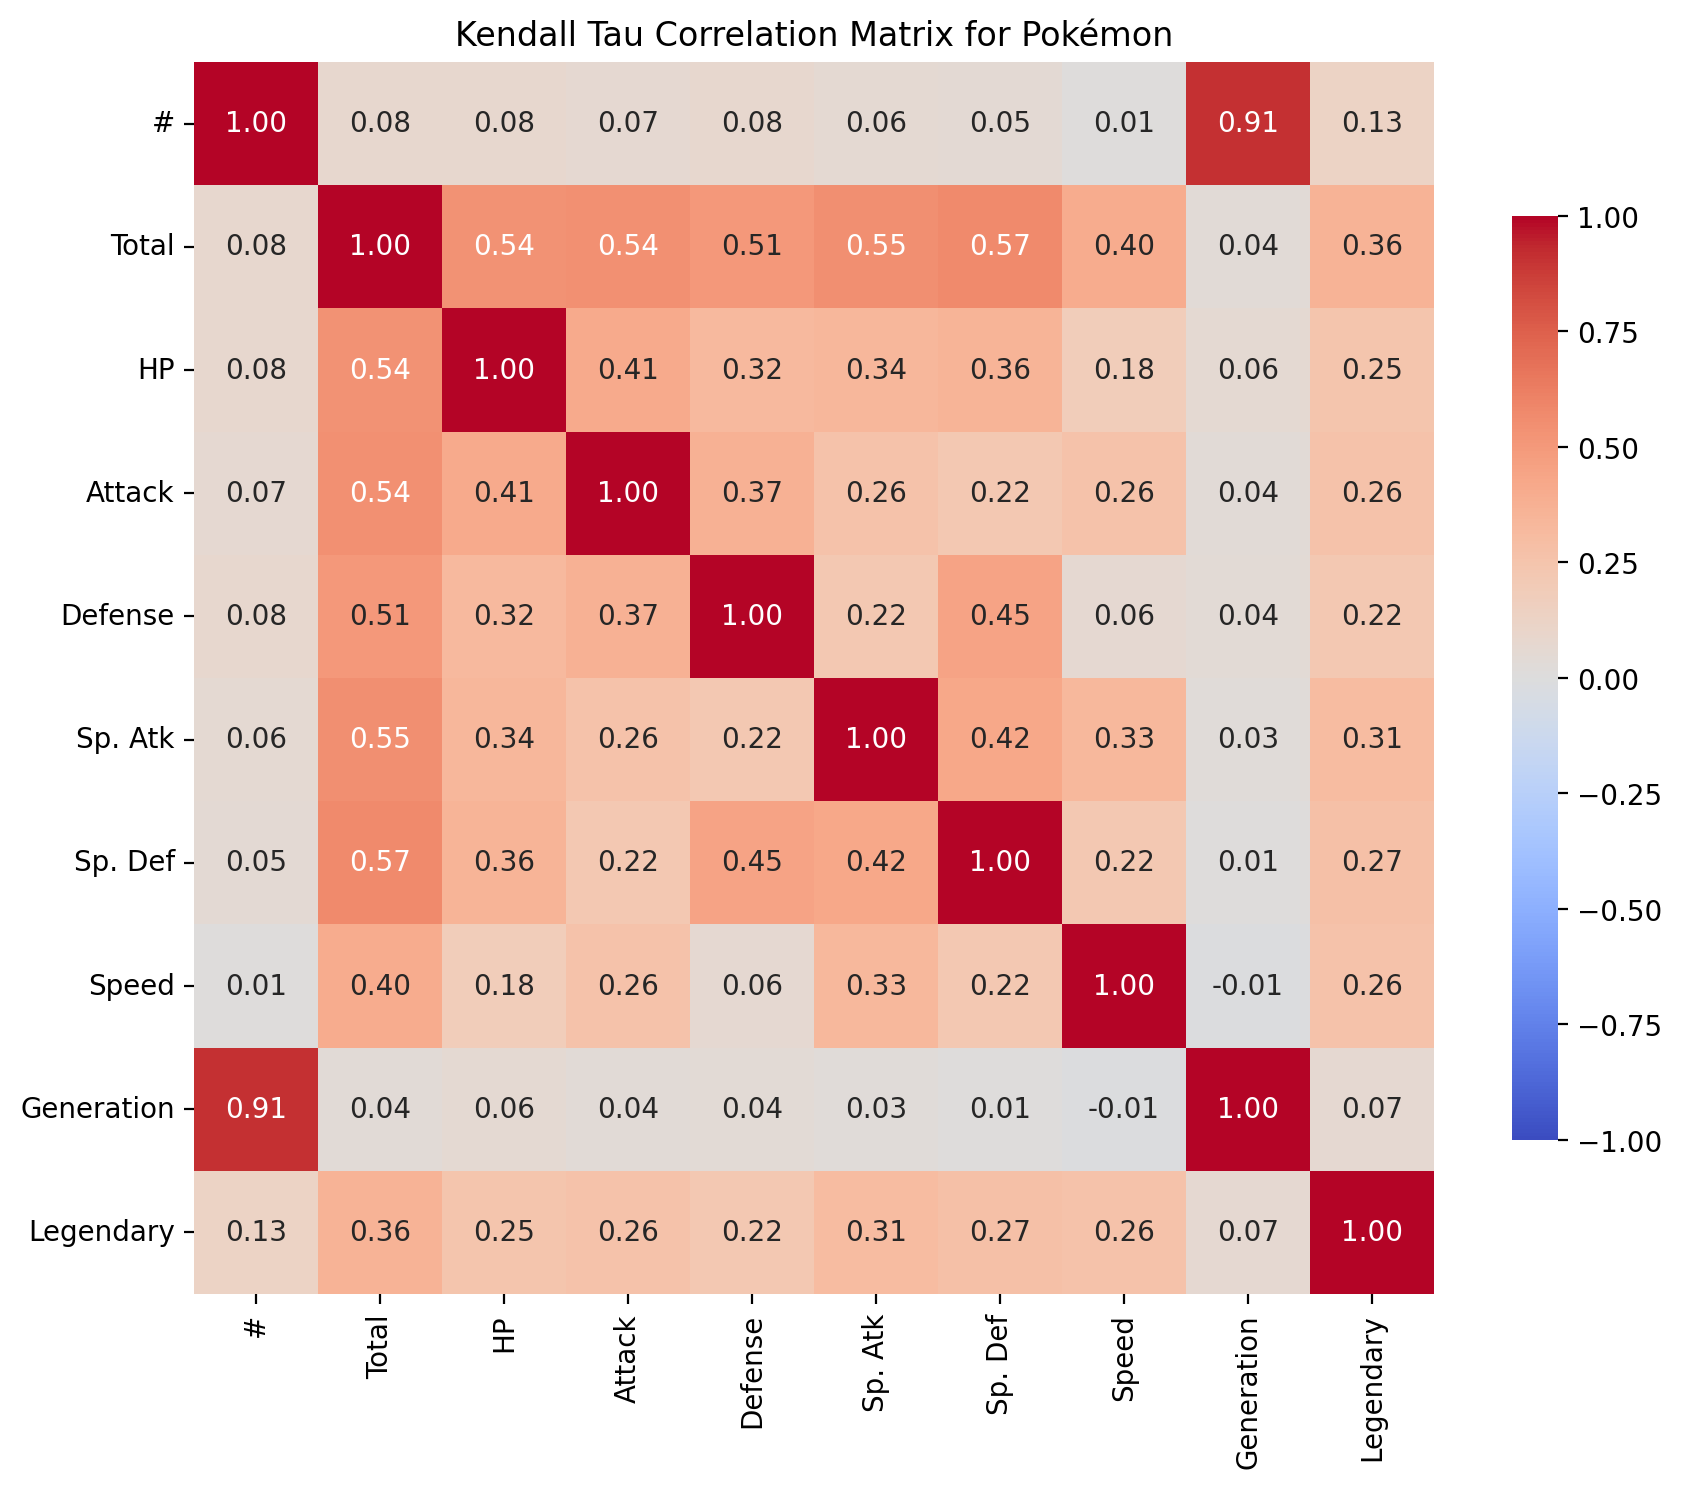 Kendall Tau Correlation Matrix for Pokémon
# 1.00 0.08 0.08 0.07 0.08 0.06 0.05 0.01 0.91 0.13
Total 0.08 1.00 0.54 0.54 0.51 0.55 0.57 0.40 0.04 0.36
HP 0.08 0.54 1.00 0.41 0.32 0.34 0.36 0.18 0.06 0.25
Attack 0.07 0.54 0.41 1.00 0.37 0.26 0.22 0.26 0.04 0.26
Defense 0.08 0.51 0.32 0.37 1.00 0.22 0.45 0.06 0.04 0.22
Sp. Atk 0.06 0.55 0.34 0.26 0.22 1.00 0.42 0.33 0.03 0.31
Sp. Def 0.05 0.57 0.36 0.22 0.45 0.42 1.00 0.22 0.01 0.27
Speed 0.01 0.40 0.18 0.26 0.06 0.33 0.22 1.00 -0.01 0.26
Generation 0.91 0.04 0.06 0.04 0.04 0.03 0.01 -0.01 1.00 0.07
Legendary 0.13 0.36 0.25 0.26 0.22 0.31 0.27 0.26 0.07 1.00
# Total HP Attack Defense Sp. Atk Sp. Def Speed Generation Legendary
1.00
0.75
0.50
0.25
0.00
−0.25
−0.50
−0.75
−1.00